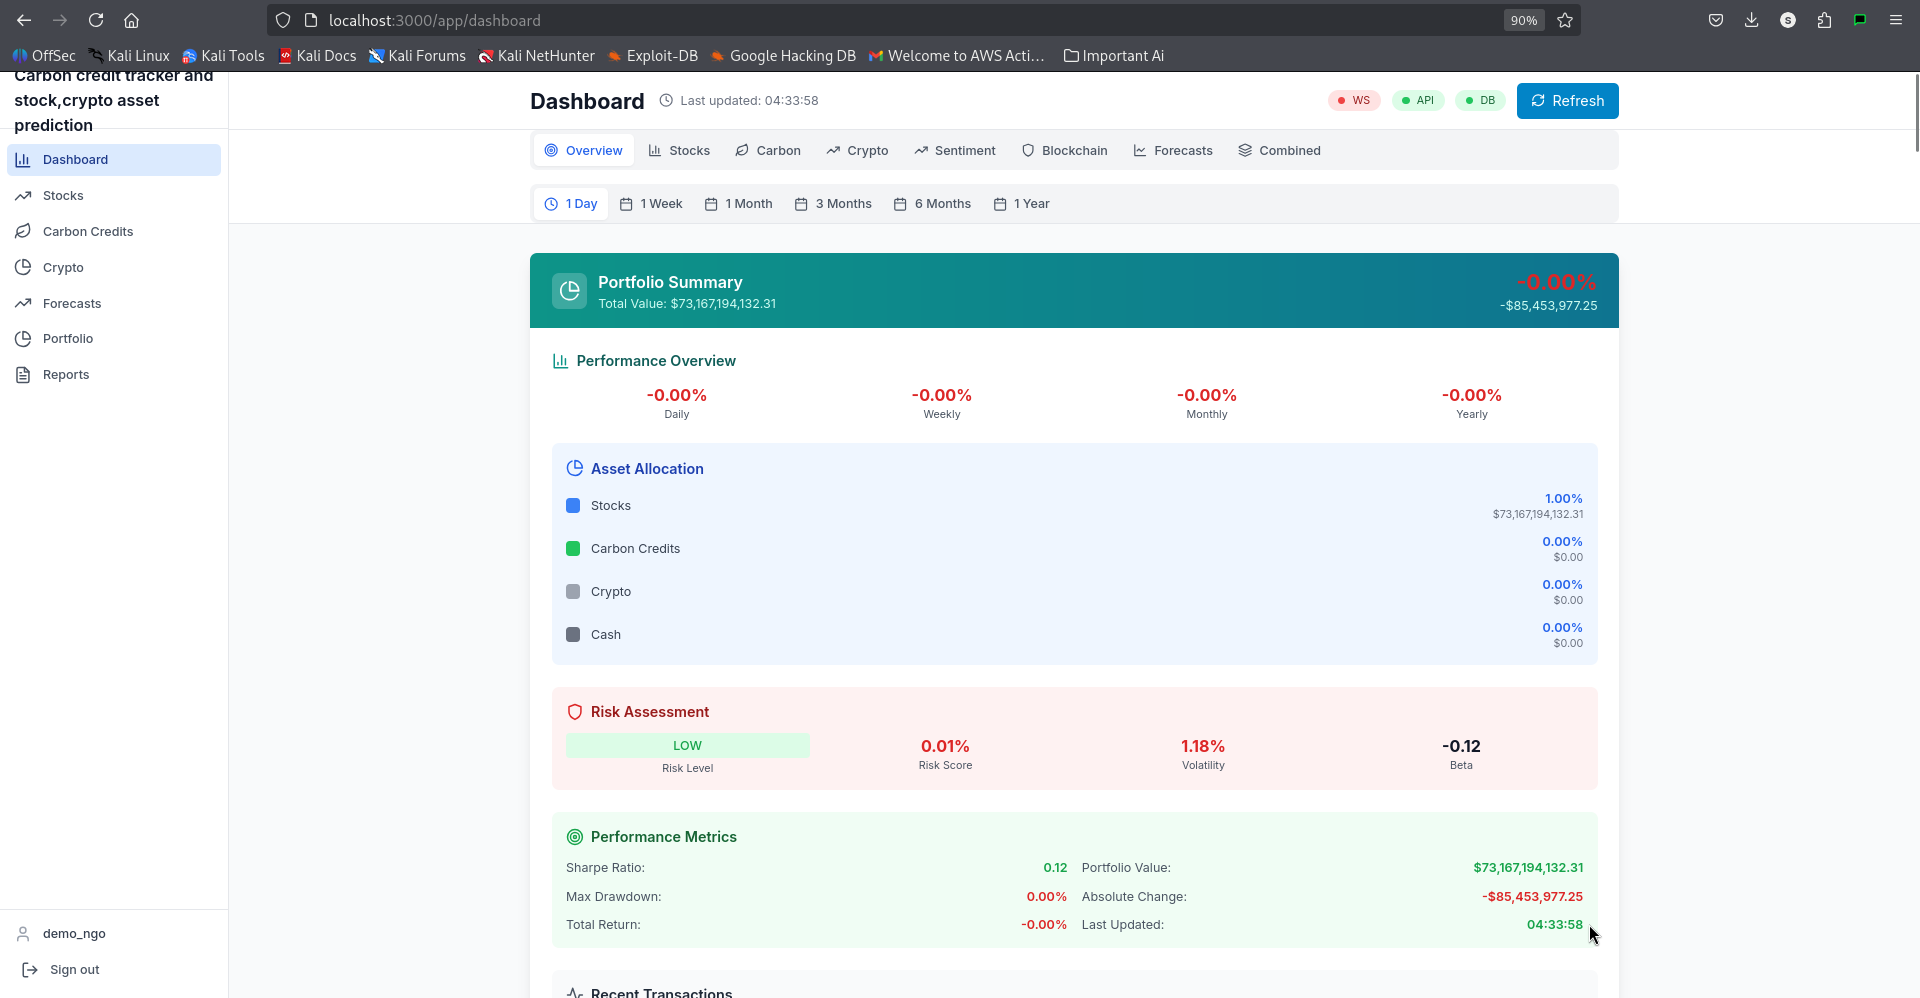 localhost:3000/app/dashboard
90%
S
OffSec Kali Linux Kali Tools Kali Docs Kali Forums Kali NetHunter Exploit-DB Google Hacking DB Welcome to AWS Acti… Important Ai
Carbon credit tracker and
stock,crypto asset
prediction
Dashboard
Stocks
Carbon Credits
Crypto
Forecasts
Portfolio
Reports
demo_ngo
Sign out
Dashboard Last updated: 04:33:58 WS API DB Refresh
Overview Stocks Carbon Crypto Sentiment Blockchain Forecasts Combined
1 Day 1 Week 1 Month 3 Months 6 Months 1 Year
Portfolio Summary -0.00%
Total Value: $73,167,194,132.31 -$85,453,977.25
Performance Overview
-0.00% -0.00% -0.00% -0.00%
Daily Weekly Monthly Yearly
Asset Allocation
Stocks 1.00%
$73,167,194,132.31
Carbon Credits 0.00%
$0.00
Crypto 0.00%
$0.00
Cash 0.00%
$0.00
Risk Assessment
LOW 0.01% 1.18% -0.12
Risk Level Risk Score Volatility Beta
Performance Metrics
Sharpe Ratio: 0.12 Portfolio Value: $73,167,194,132.31
Max Drawdown: 0.00% Absolute Change: -$85,453,977.25
Total Return: -0.00% Last Updated: 04:33:58
Recent Transactions